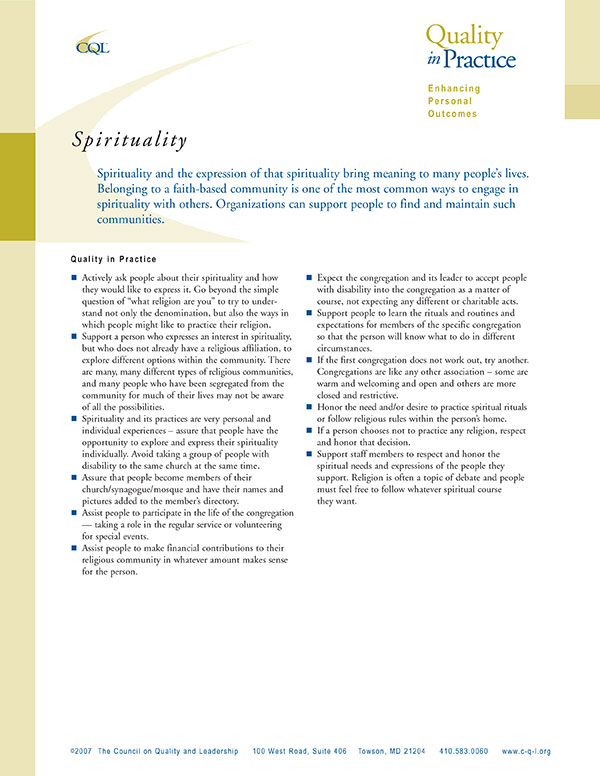 CQL
Quality
in Practice
Enhancing
Personal
Outcomes
Spirituality
Spirituality and the expression of that spirituality bring meaning to many people's lives.
Belonging to a faith-based community is one of the most common ways to engage in
spirituality with others. Organizations can support people to find and maintain such
communities.
Quality in Practice
■ Actively ask people about their spirituality and how
they would like to express it. Go beyond the simple
question of "what religion are you" to try to under-
stand not only the denomination, but also the ways in
which people might like to practice their religion.
■ Support a person who expresses an interest in spirituality,
but who does not already have a religious affiliation, to
explore different options within the community. There
are many, many different types of religious communities,
and many people who have been segregated from the
community for much of their lives may not be aware
of all the possibilities.
■ Spirituality and its practices are very personal and
individual experiences – assure that people have the
opportunity to explore and express their spirituality
individually. Avoid taking a group of people with
disability to the same church at the same time.
■ Assure that people become members of their
church/synagogue/mosque and have their names and
pictures added to the member's directory.
■ Assist people to participate in the life of the congregation
— taking a role in the regular service or volunteering
for special events.
■ Assist people to make financial contributions to their
religious community in whatever amount makes sense
for the person.
■ Expect the congregation and its leader to accept people
with disability into the congregation as a matter of
course, not expecting any different or charitable acts.
■ Support people to learn the rituals and routines and
expectations for members of the specific congregation
so that the person will know what to do in different
circumstances.
■ If the first congregation does not work out, try another.
Congregations are like any other association – some are
warm and welcoming and open and others are more
closed and restrictive.
■ Honor the need and/or desire to practice spiritual rituals
or follow religious rules within the person's home.
■ If a person chooses not to practice any religion, respect
and honor that decision.
■ Support staff members to respect and honor the
spiritual needs and expressions of the people they
support. Religion is often a topic of debate and people
must feel free to follow whatever spiritual course
they want.
©2007 The Council on Quality and Leadership 100 West Road, Suite 406 Towson, MD 21204 410.583.0060 www.c-q-l.org